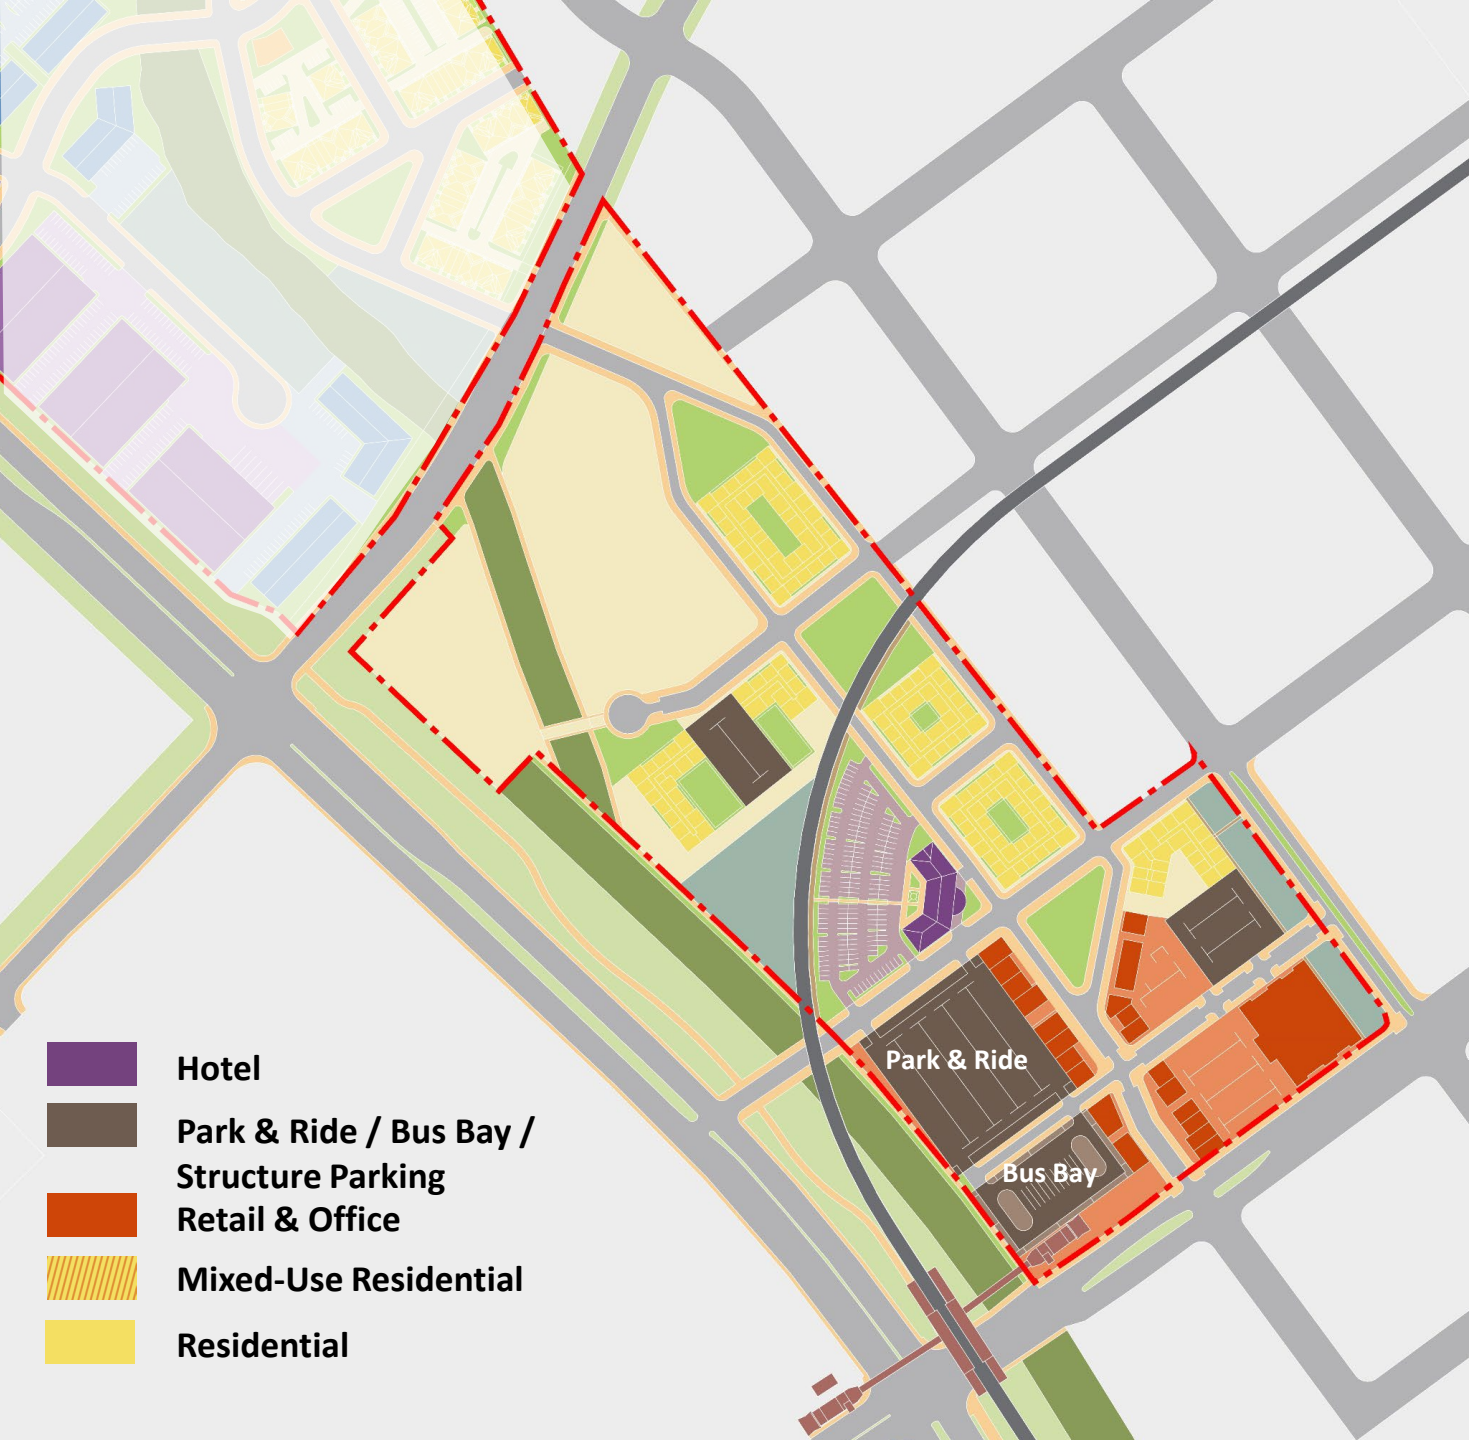 Park & Ride
Bus Bay
Hotel
Park & Ride / Bus Bay /
Structure Parking
Retail & Office
Mixed-Use Residential
Residential